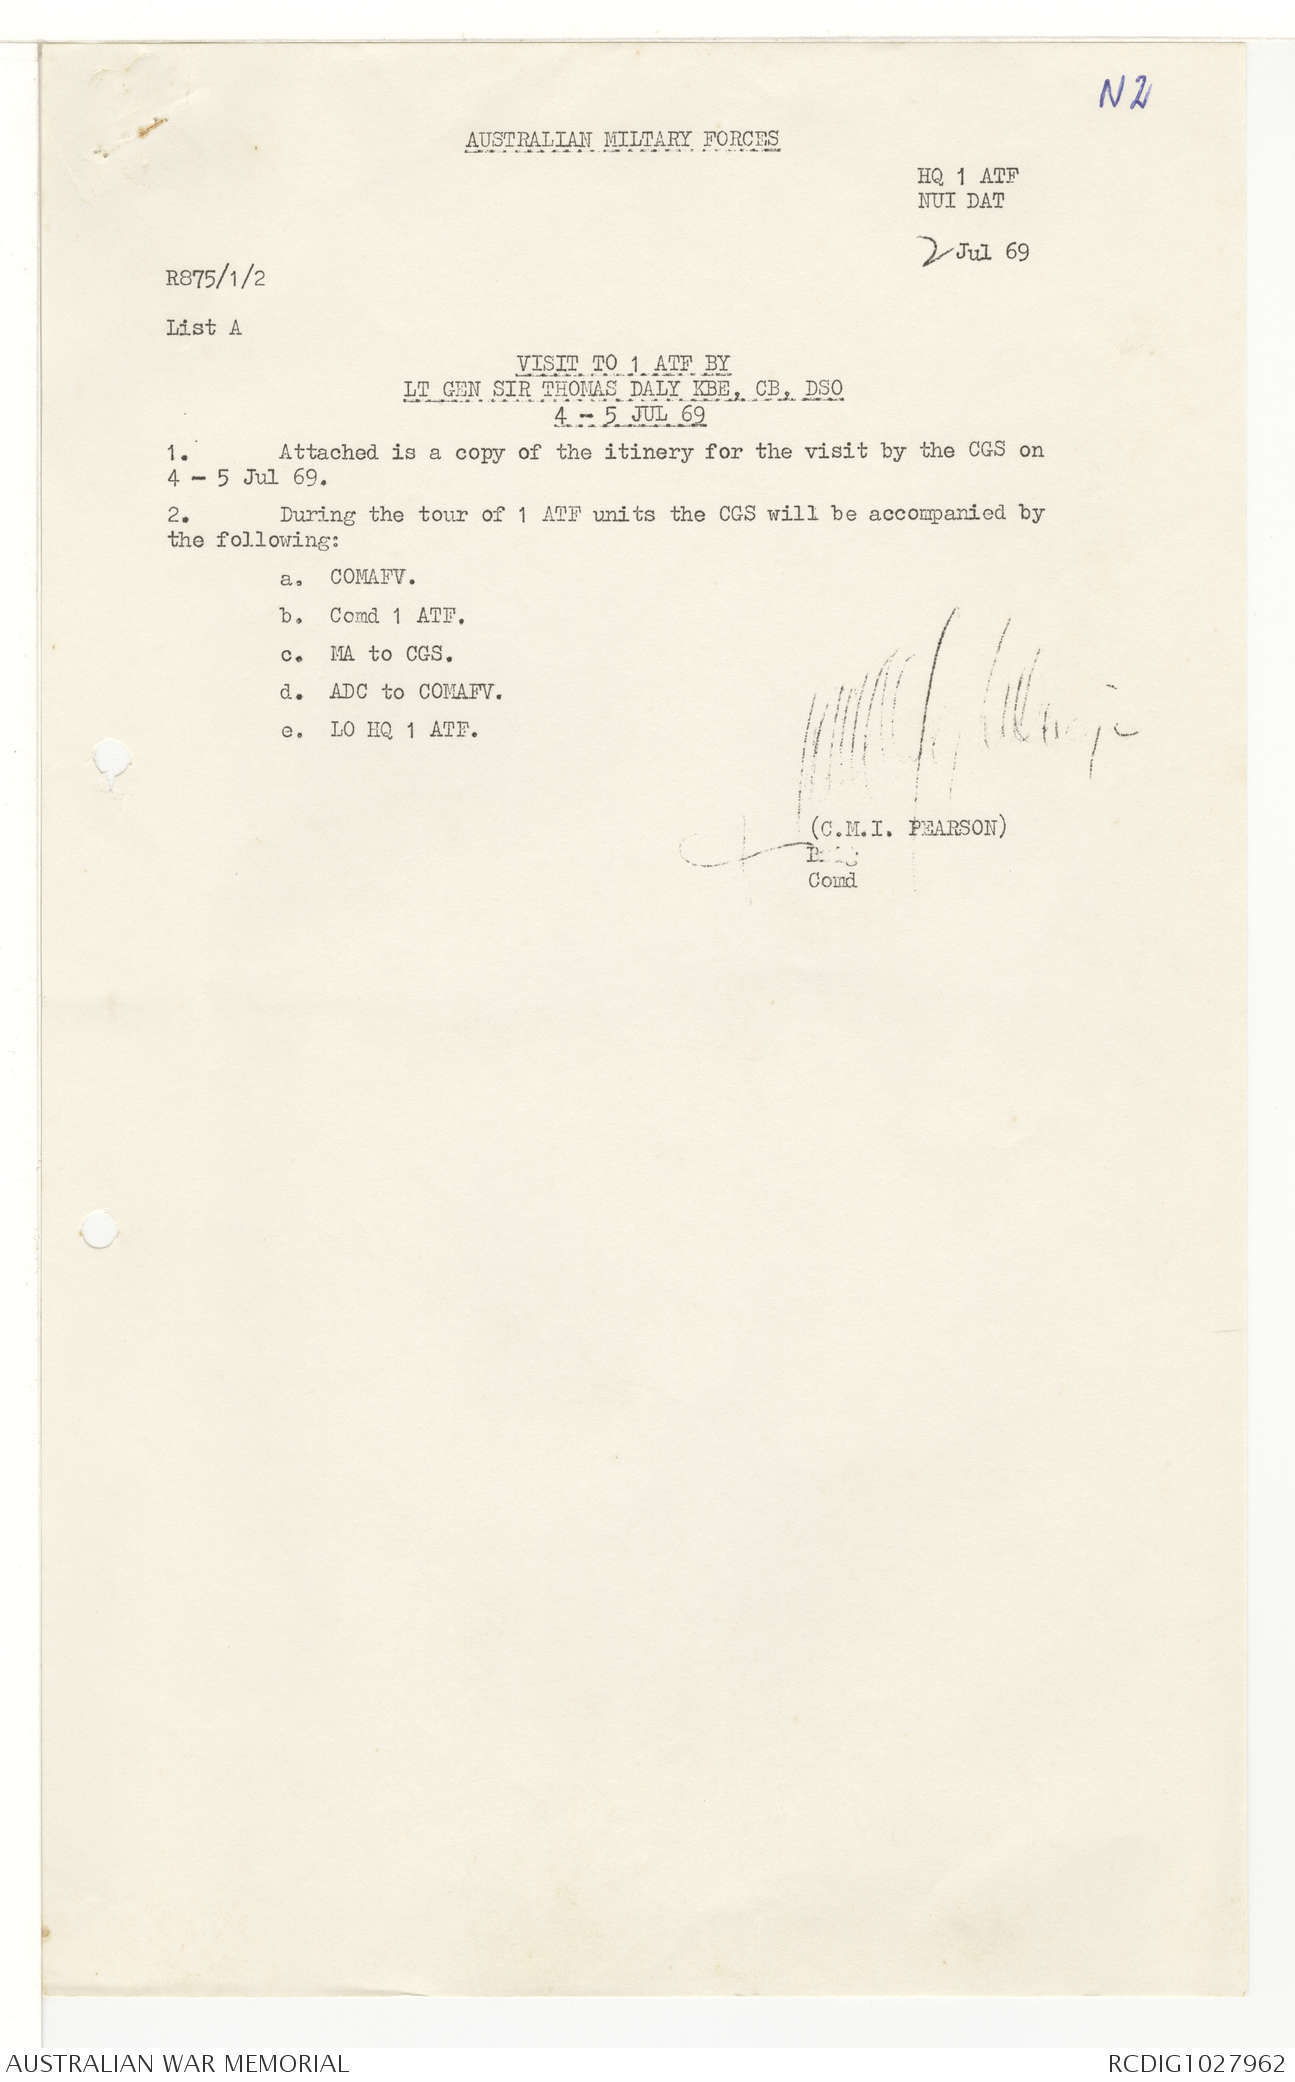 N2
AUSTRALIAN MILTARY FORCES
HQ 1 ATF
NUI DAT
2 Jul 69
R875/1/2
List A
VISIT TO 1 ATF BY
LT GEN SIR THOMAS DALY KBE, CB, DSO
4 - 5 JUL 69
1. Attached is a copy of the itinery for the visit by the CGS on
4 - 5 Jul 69.
2. During the tour of 1 ATF units the CGS will be accompanied by
the following:
a. COMAFV.
b. Comd 1 ATF.
c. MA to CGS.
d. ADC to COMAFV.
e. LO HQ 1 ATF.
(C.M.I. PEARSON)
Brig
Comd
AUSTRALIAN WAR MEMORIAL
RCDIG1027962